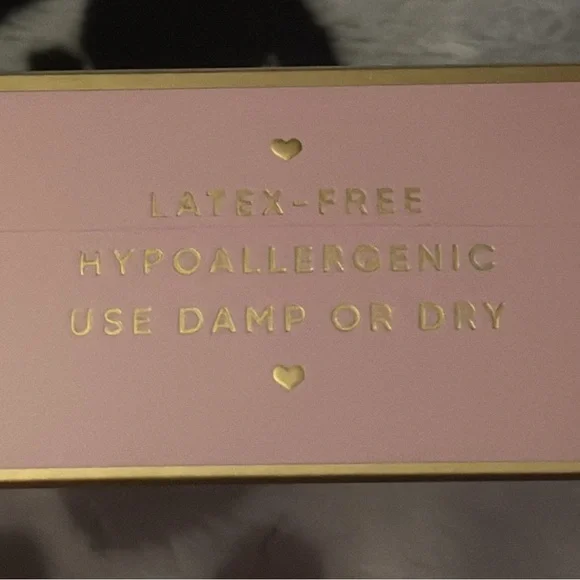 LATEX-FREE
HYPOALLERGENIC
USE DAMP OR DRY